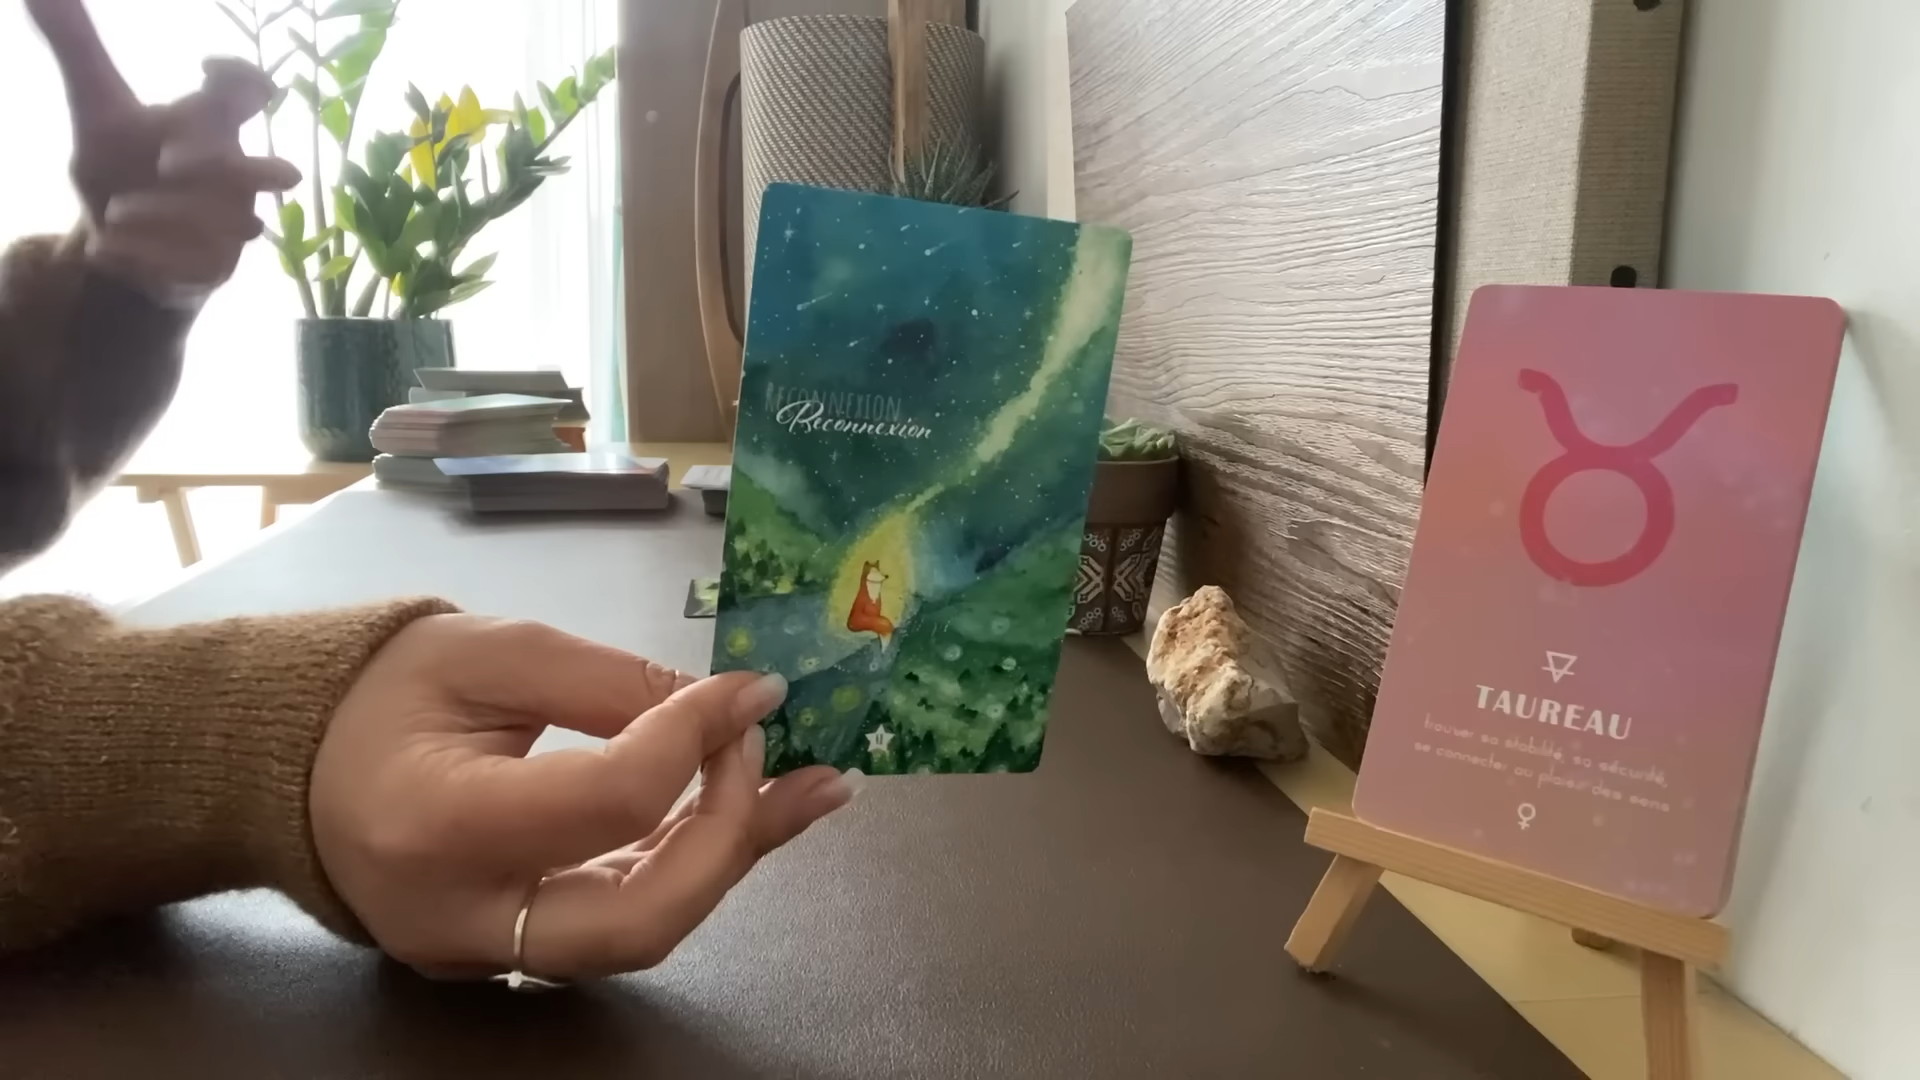 RECONNEXION
Reconnexion
TAUREAU
trouver sa stabilité, sa sécurité,
se connecter au plaisir des sens